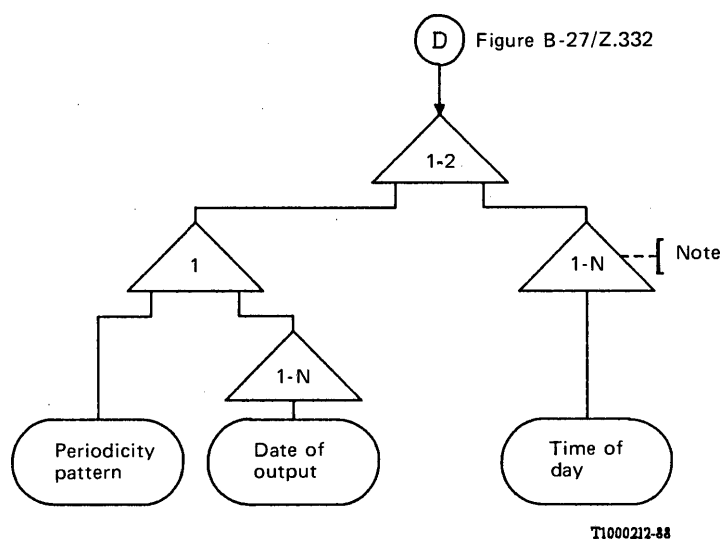 D Figure B-27/Z.332
1-2
1
1-N
Note
1-N
Periodicity
pattern
Date of
output
Time of
day
T1000212-88